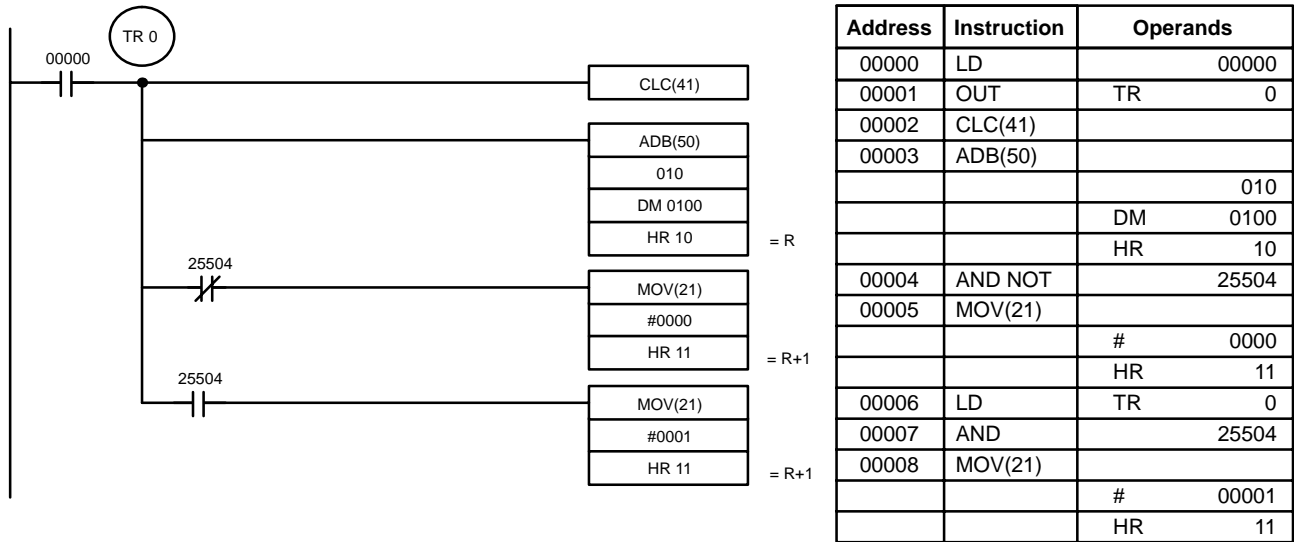 TR 0
00000
CLC(41)
ADB(50)
010
DM 0100
HR 10 = R
25504
MOV(21)
#0000
HR 11 = R+1
25504
MOV(21)
#0001
HR 11 = R+1
Address Instruction Operands
00000 LD 00000
00001 OUT TR 0
00002 CLC(41)
00003 ADB(50)
010
DM 0100
HR 10
00004 AND NOT 25504
00005 MOV(21)
# 0000
HR 11
00006 LD TR 0
00007 AND 25504
00008 MOV(21)
# 00001
HR 11